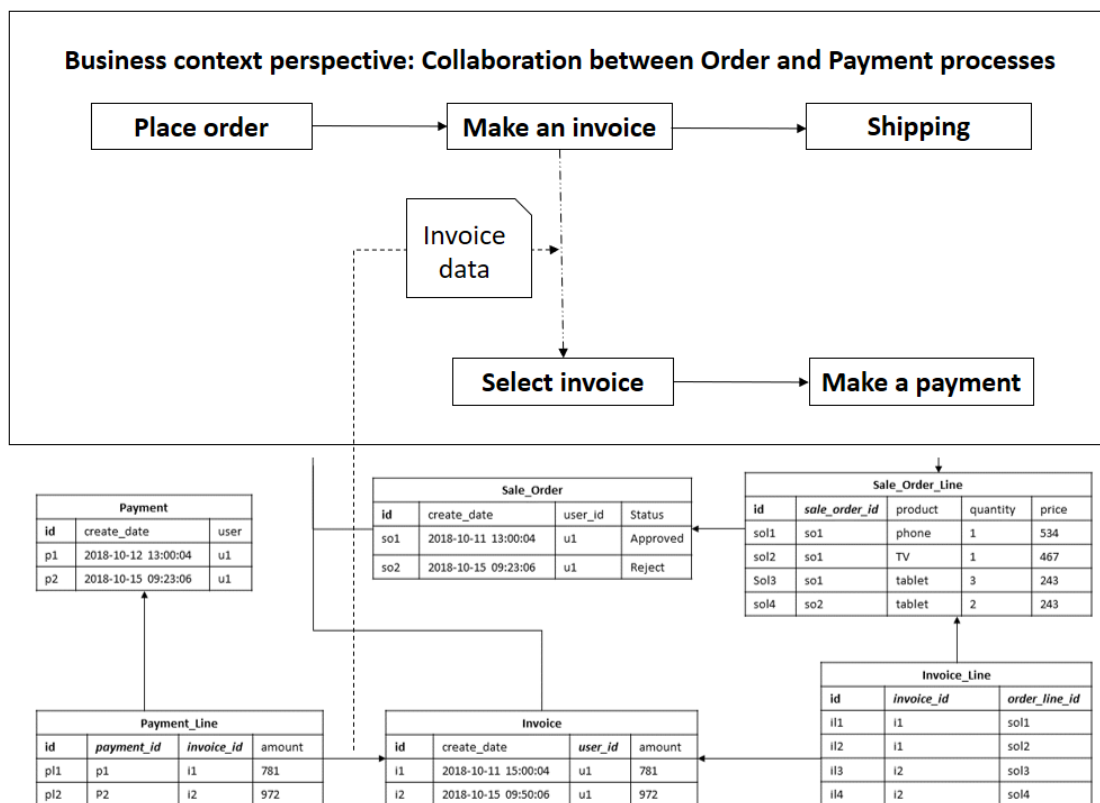 Business context perspective: Collaboration between Order and Payment processes
Place order
Make an invoice
Shipping
Invoice
data
Select invoice
Make a payment
Payment
id create_date user
p1 2018-10-12 13:00:04 u1
p2 2018-10-15 09:23:06 u1
Sale_Order
id create_date user_id Status
so1 2018-10-11 13:00:04 u1 Approved
so2 2018-10-15 09:23:06 u1 Reject
Sale_Order_Line
id sale_order_id product quantity price
sol1 so1 phone 1 534
sol2 so1 TV 1 467
Sol3 so1 tablet 3 243
sol4 so2 tablet 2 243
Payment_Line
id payment_id invoice_id amount
pl1 p1 i1 781
pl2 P2 i2 972
Invoice
id create_date user_id amount
i1 2018-10-11 15:00:04 u1 781
i2 2018-10-15 09:50:06 u1 972
Invoice_Line
id invoice_id order_line_id
il1 i1 sol1
il2 i1 sol2
il3 i2 sol3
il4 i2 sol4